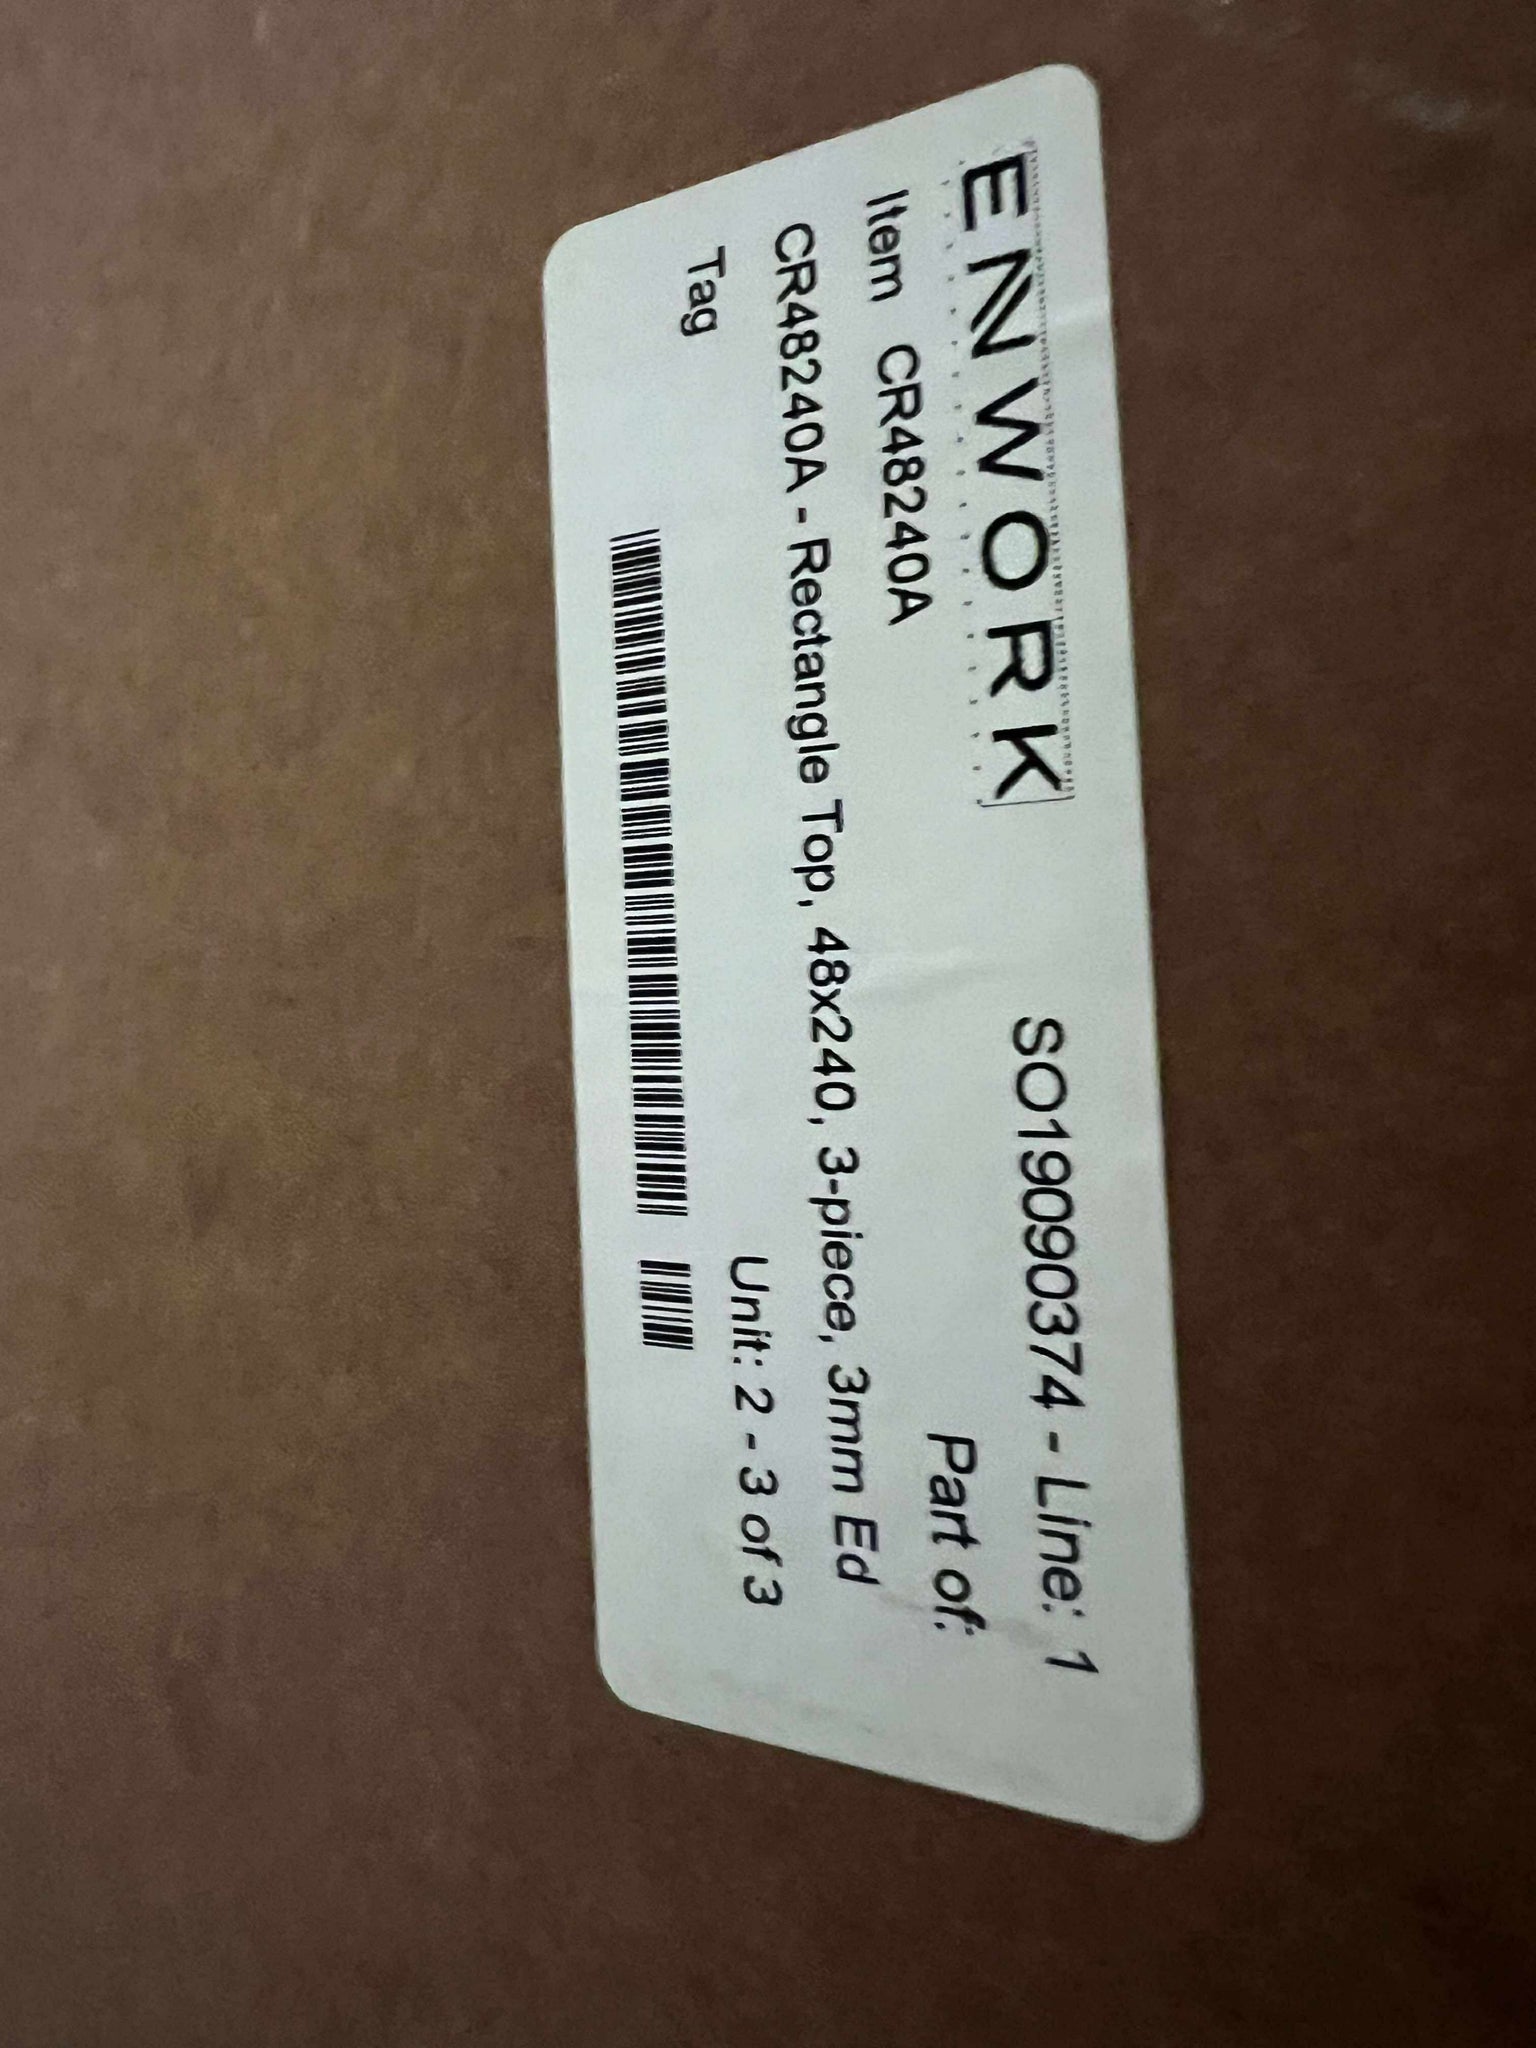 ENWORK SO19090374 - Line: 1
Item CR48240A Part of:
CR48240A - Rectangle Top, 48x240, 3-piece, 3mm Ed
Tag Unit: 2 - 3 of 3